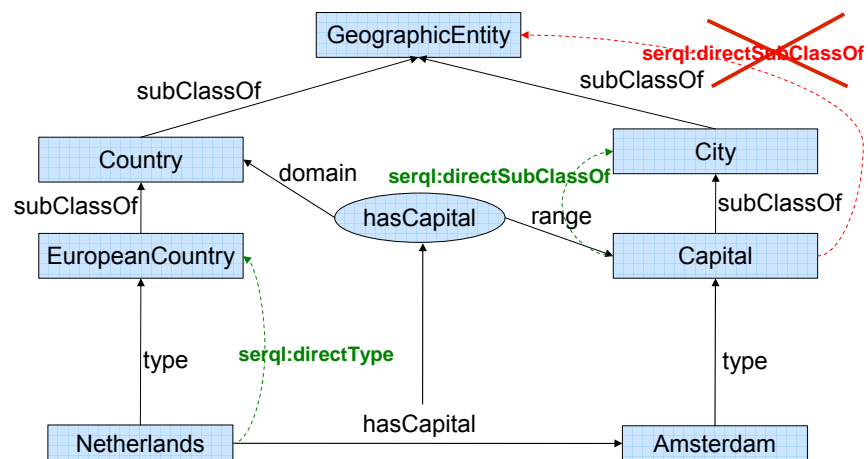 GeographicEntity
serql:directSubClassOf
subClassOf
subClassOf
Country
City
domain
serql:directSubClassOf
subClassOf
hasCapital
range
subClassOf
EuropeanCountry
Capital
type
serql:directType
type
hasCapital
Netherlands
Amsterdam